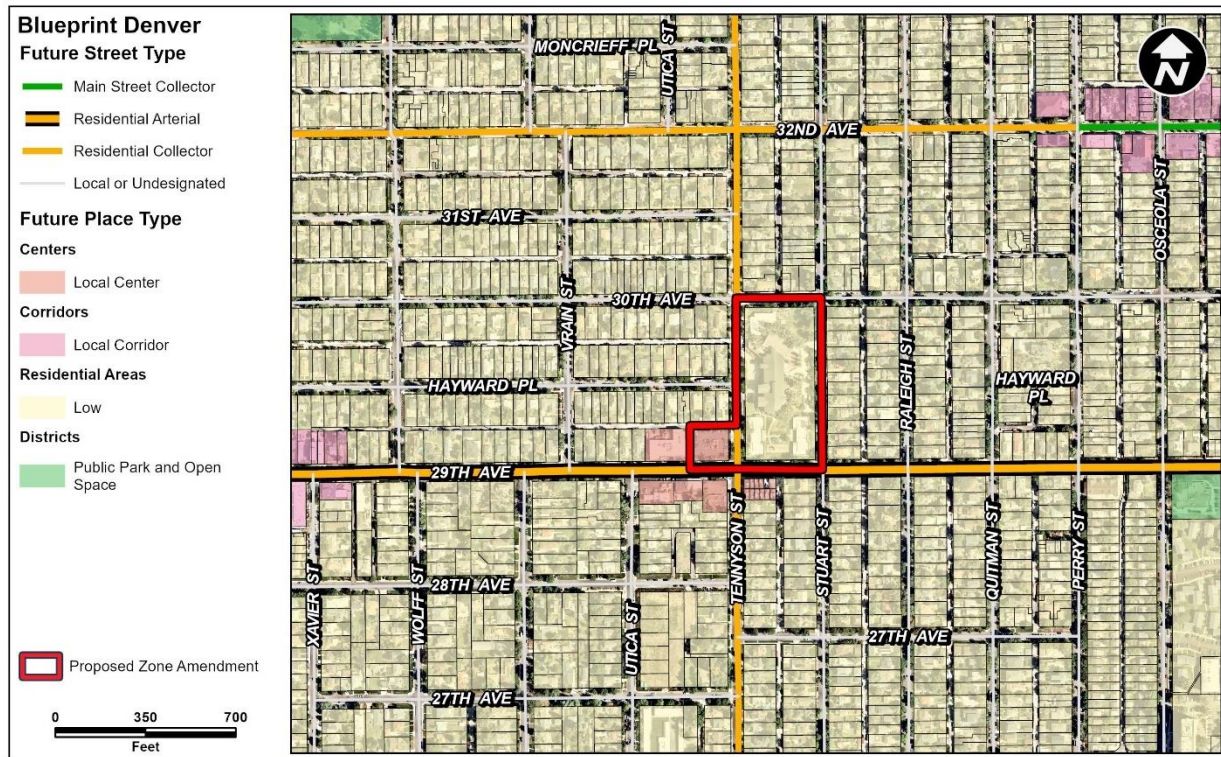 Blueprint Denver
Future Street Type
Main Street Collector
Residential Arterial
Residential Collector
Local or Undesignated
Future Place Type
Centers
Local Center
Corridors
Local Corridor
Residential Areas
Low
Districts
Public Park and Open
Space
Proposed Zone Amendment
0 350 700
Feet
MONCRIEFF PL
UTICA ST
N
32ND AVE
31ST AVE
OSCEOLA ST
30TH AVE
VRAIN ST
RALEIGH ST
HAYWARD PL
HAYWARD
PL
29TH AVE
XAVIER ST
WOLFF ST
UTICA ST
TENNYSON ST
STUART ST
QUITMAN ST
PERRY ST
28TH AVE
27TH AVE
27TH AVE